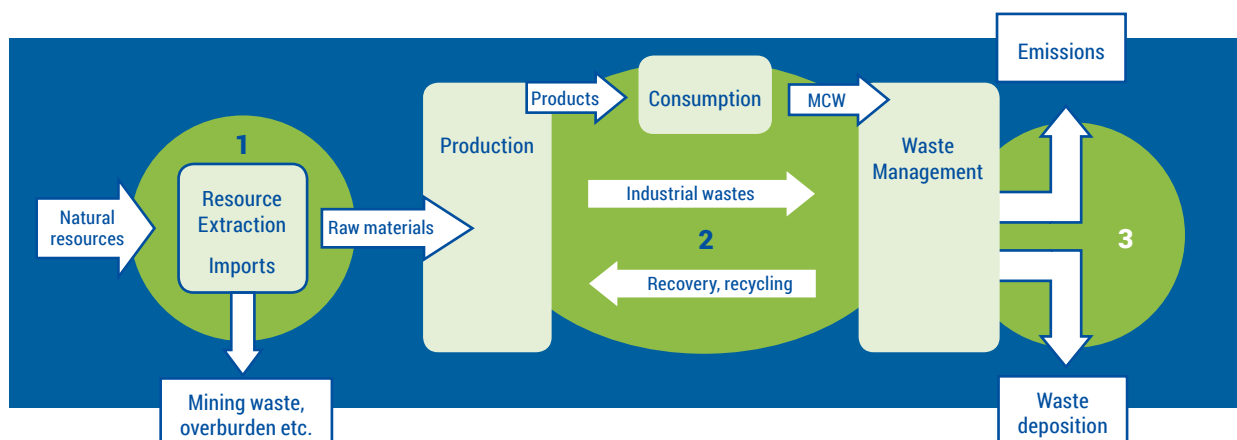 Natural
resources
1
Resource
Extraction
Imports
Mining waste,
overburden etc.
Raw materials
Production
Products
Consumption
MCW
Industrial wastes
2
Recovery, recycling
Waste
Management
Emissions
3
Waste
deposition